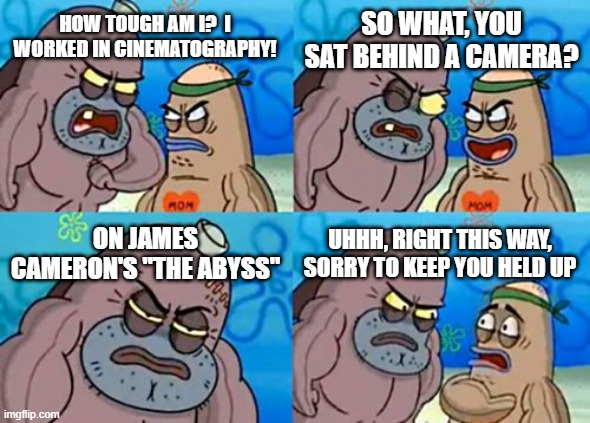 HOW TOUGH AM I?  I
WORKED IN CINEMATOGRAPHY!
SO WHAT, YOU
SAT BEHIND A CAMERA?
MOM
MOM
ON JAMES
CAMERON'S "THE ABYSS"
UHHH, RIGHT THIS WAY,
SORRY TO KEEP YOU HELD UP
imgflip.com